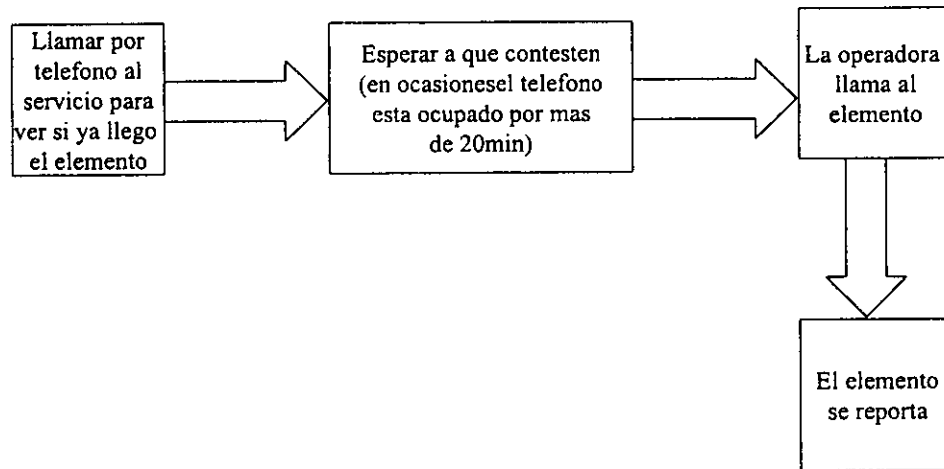 Llamar por
telefono al
servicio para
ver si ya llego
el elemento
Esperar a que contesten
(en ocasionesel telefono
esta ocupado por mas
de 20min)
La operadora
llama al
elemento
El elemento
se reporta